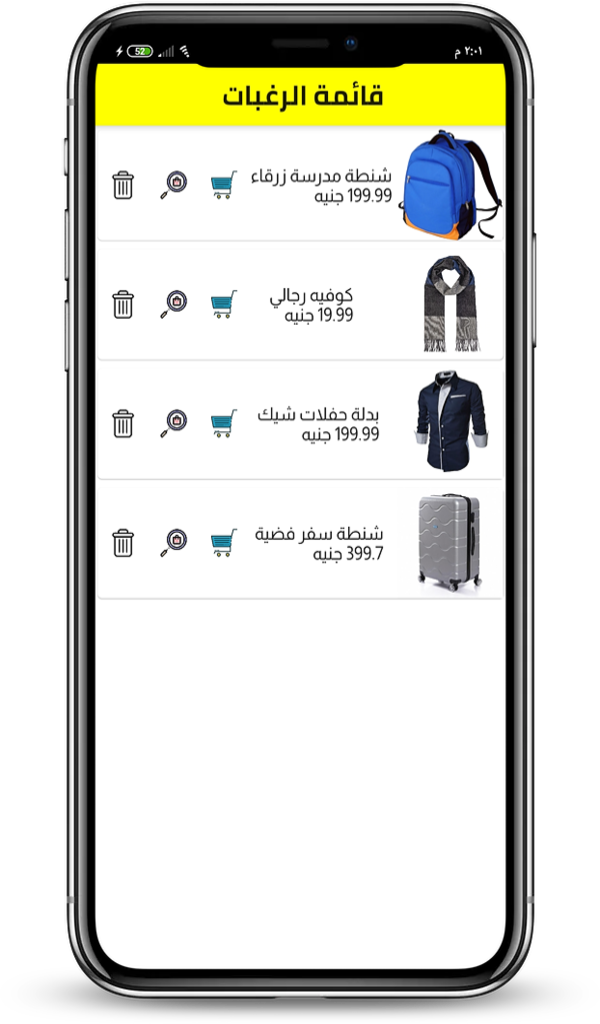 ٢:٠١ م
52
قائمة الرغبات
شنطة مدرسة زرقاء
199.99 جنيه
كوفيه رجالي
19.99 جنيه
بدلة حفلات شيك
199.99 جنيه
شنطة سفر فضية
399.7 جنيه